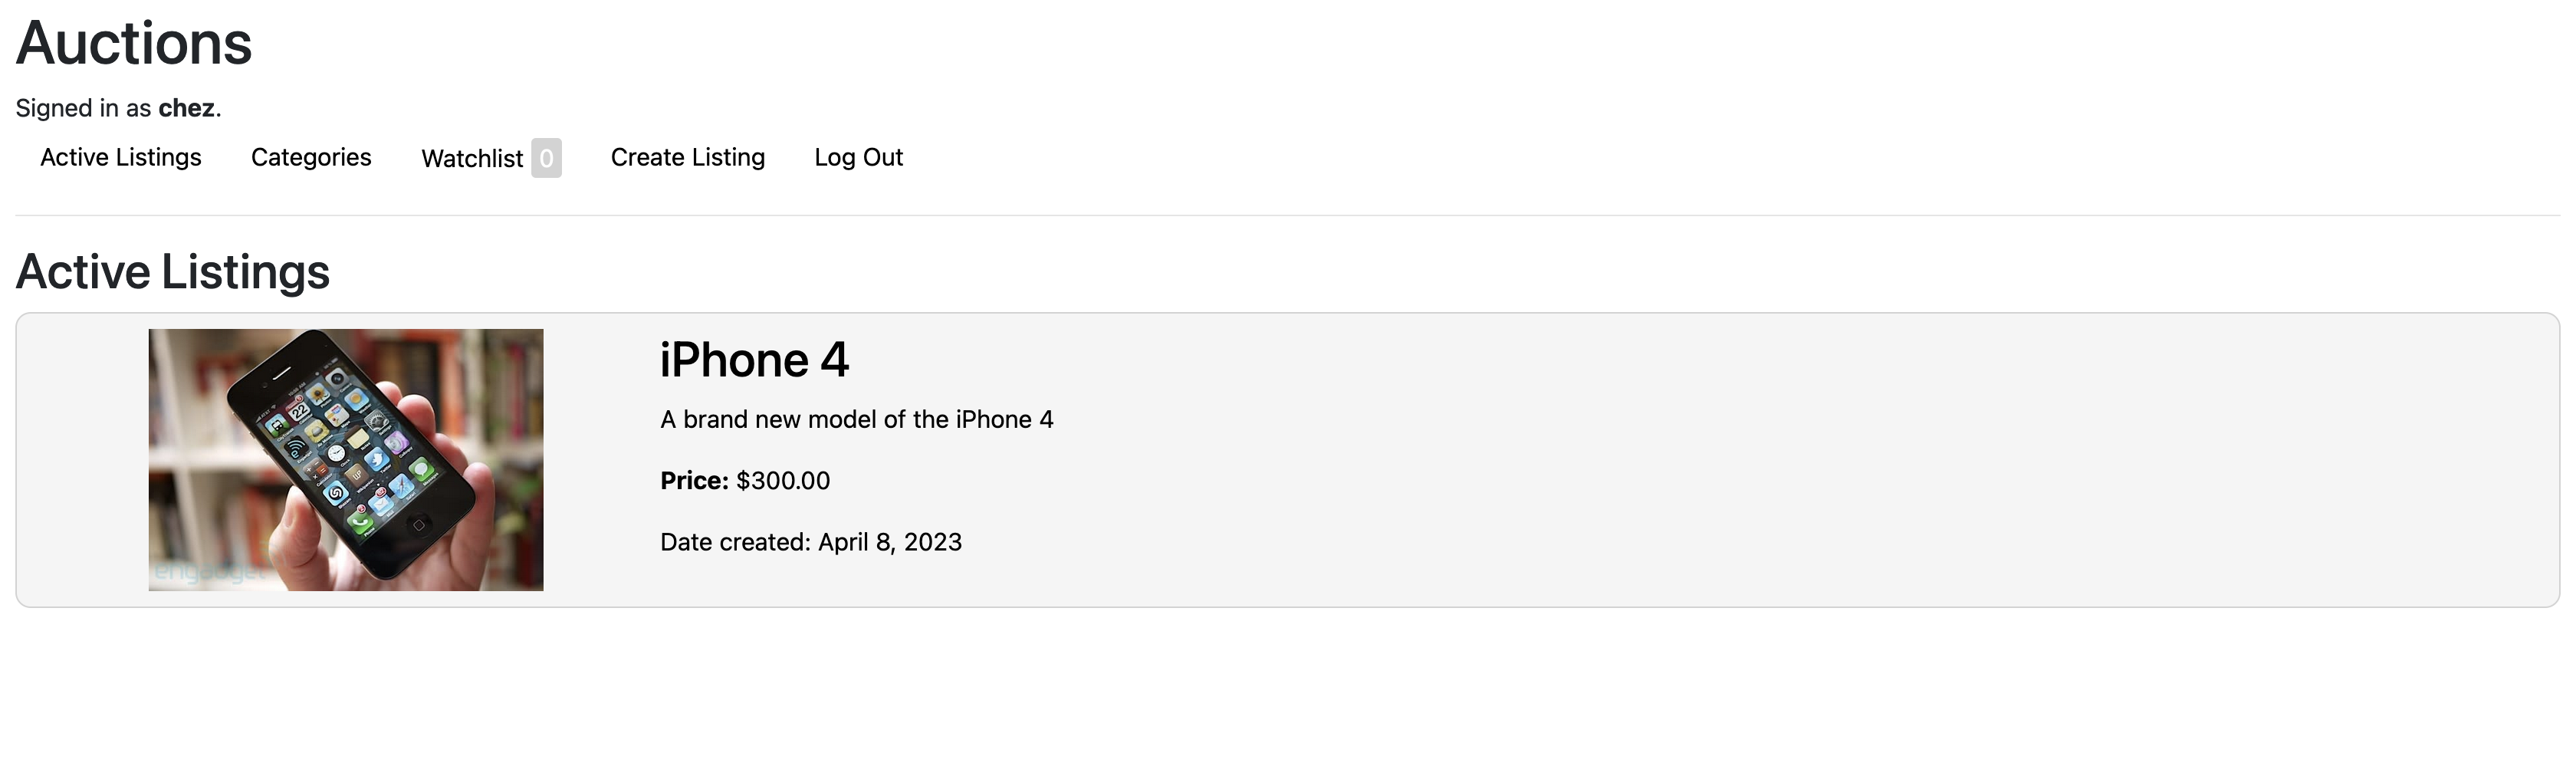 Auctions
Signed in as chez.
Active Listings Categories Watchlist 0 Create Listing Log Out
Active Listings
iPhone 4
A brand new model of the iPhone 4
Price: $300.00
Date created: April 8, 2023
22
engadget